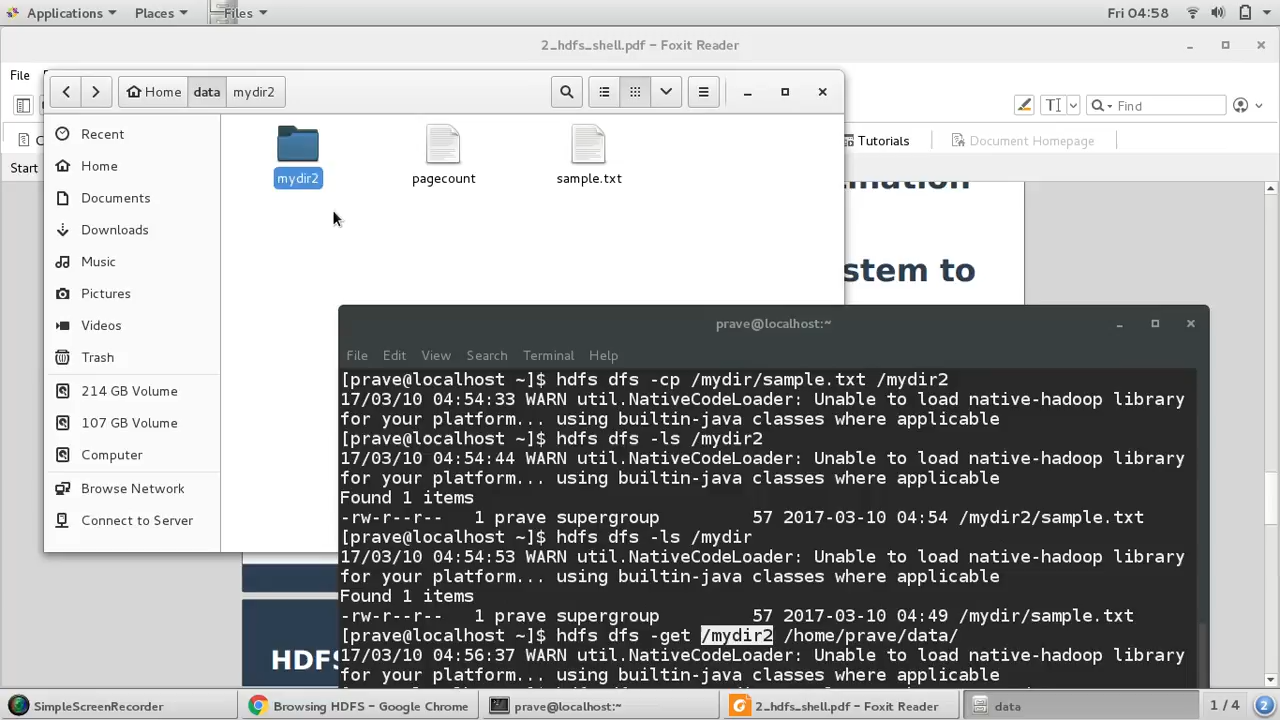 Applications Places Files Fri 04:58
2_hdfs_shell.pdf - Foxit Reader
File
Home data mydir2
Find
Tutorials Document Homepage
Start
Recent
Home
Documents
Downloads
Music
Pictures
Videos
Trash
214 GB Volume
107 GB Volume
Computer
Browse Network
Connect to Server
mydir2 pagecount sample.txt
stem to
prave@localhost:~
File Edit View Search Terminal Help
[prave@localhost ~]$ hdfs dfs -cp /mydir/sample.txt /mydir2
17/03/10 04:54:33 WARN util.NativeCodeLoader: Unable to load native-hadoop library
for your platform... using builtin-java classes where applicable
[prave@localhost ~]$ hdfs dfs -ls /mydir2
17/03/10 04:54:44 WARN util.NativeCodeLoader: Unable to load native-hadoop library
for your platform... using builtin-java classes where applicable
Found 1 items
-rw-r--r-- 1 prave supergroup 57 2017-03-10 04:54 /mydir2/sample.txt
[prave@localhost ~]$ hdfs dfs -ls /mydir
17/03/10 04:54:53 WARN util.NativeCodeLoader: Unable to load native-hadoop library
for your platform... using builtin-java classes where applicable
Found 1 items
-rw-r--r-- 1 prave supergroup 57 2017-03-10 04:49 /mydir/sample.txt
[prave@localhost ~]$ hdfs dfs -get /mydir2 /home/prave/data/
17/03/10 04:56:37 WARN util.NativeCodeLoader: Unable to load native-hadoop library
for your platform... using builtin-java classes where applicable
HDFS
SimpleScreenRecorder Browsing HDFS - Google Chrome prave@localhost:~ 2_hdfs_shell.pdf - Foxit Reader data 1 / 4 2